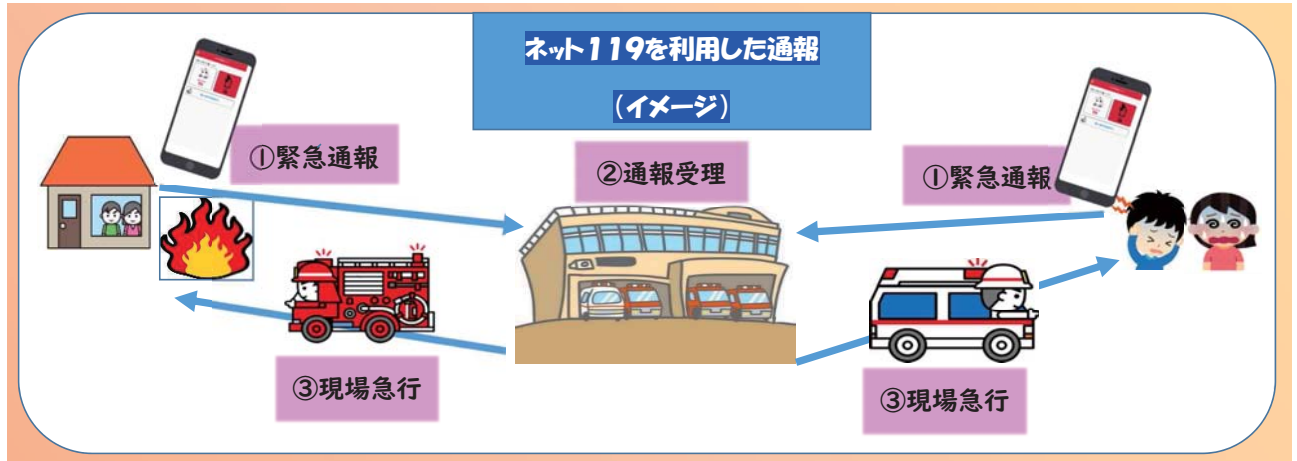 ネット119を利用した通報
(イメージ)
①緊急通報
②通報受理
①緊急通報
③現場急行
③現場急行